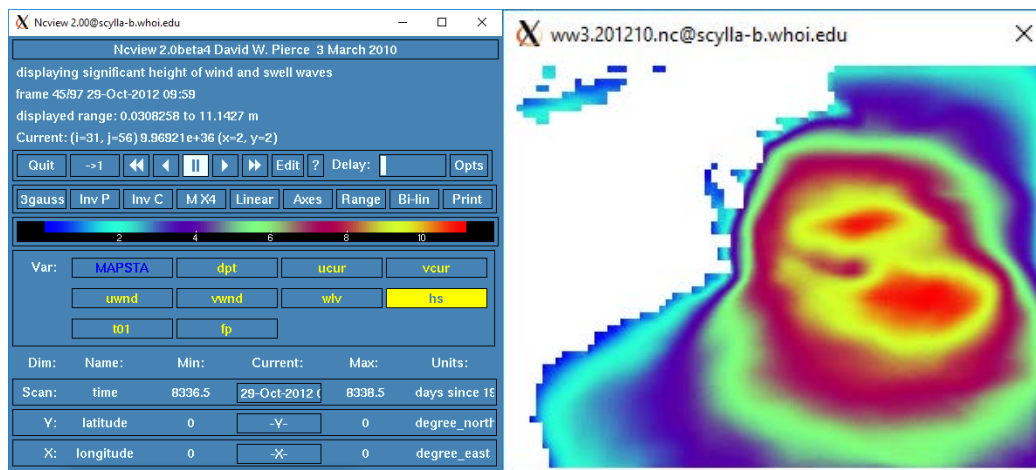 Ncview 2.00@scylla-b.whoi.edu
Ncview 2.0beta4 David W. Pierce 3 March 2010
displaying significant height of wind and swell waves
frame 45/97 29-Oct-2012 09:59
displayed range: 0.0308258 to 11.1427 m
Current: (i=31, j=56) 9.96921e+36 (x=2, y=2)
Quit ->1 Edit ? Delay: Opts
3gauss Inv P Inv C M X4 Linear Axes Range Bi-lin Print
2 4 6 8 10
Var: MAPSTA dpt ucur vcur
uwnd vwnd wlv hs
t01 fp
Dim: Name: Min: Current: Max: Units:
Scan: time 8336.5 29-Oct-2012 0 8338.5 days since 19
Y: latitude 0 -Y- 0 degree_north
X: longitude 0 -X- 0 degree_east
ww3.201210.nc@scylla-b.whoi.edu